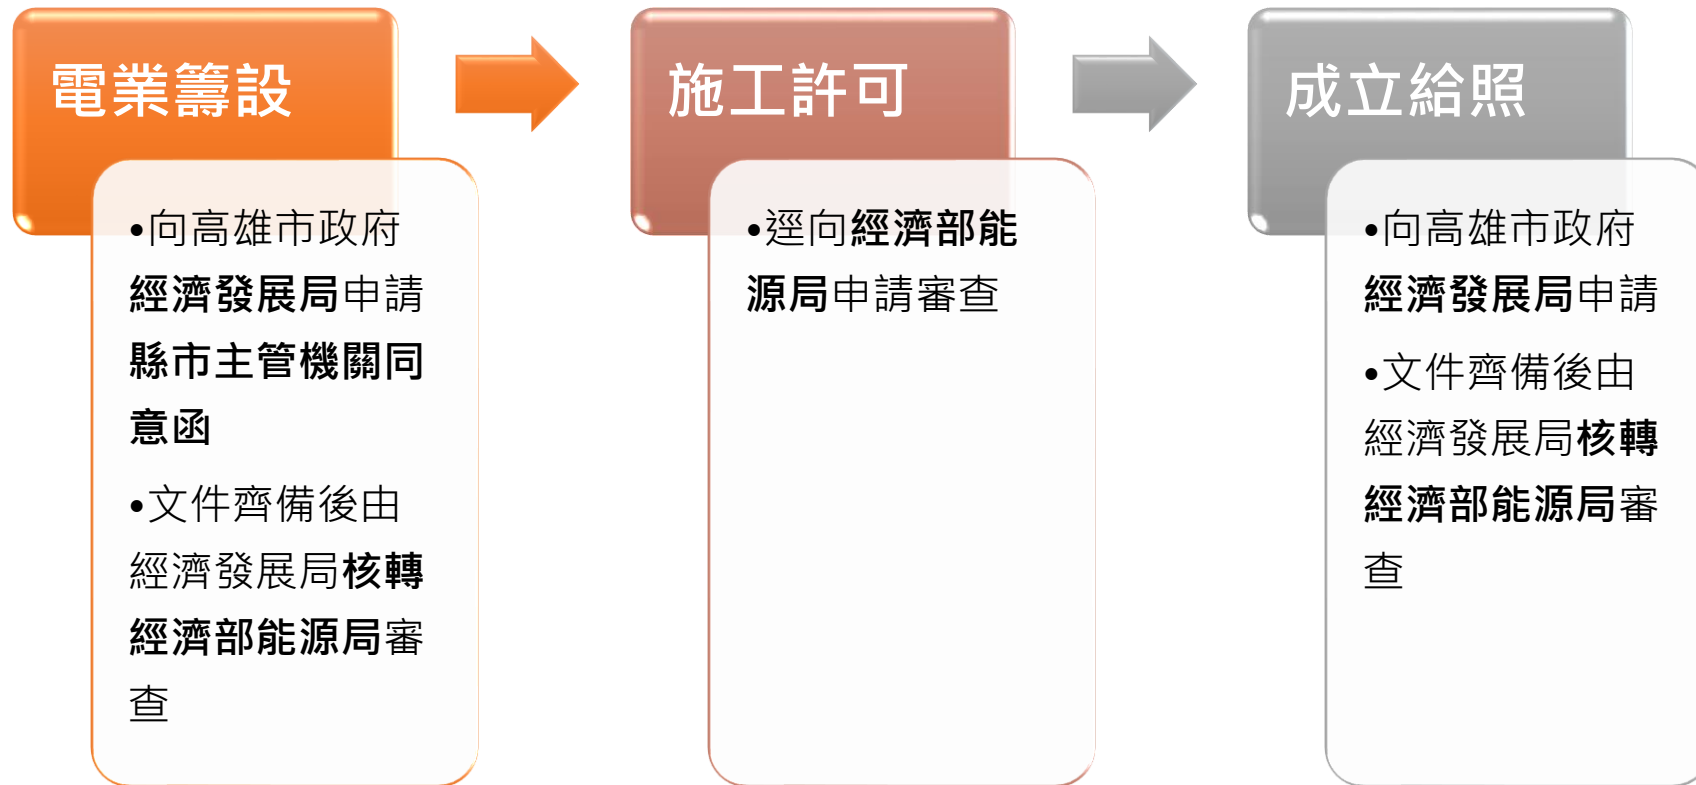 電業籌設
•向高雄市政府
經濟發展局申請
縣市主管機關同
意函
•文件齊備後由
經濟發展局核轉
經濟部能源局審
查
施工許可
•逕向經濟部能
源局申請審查
成立給照
•向高雄市政府
經濟發展局申請
•文件齊備後由
經濟發展局核轉
經濟部能源局審
查